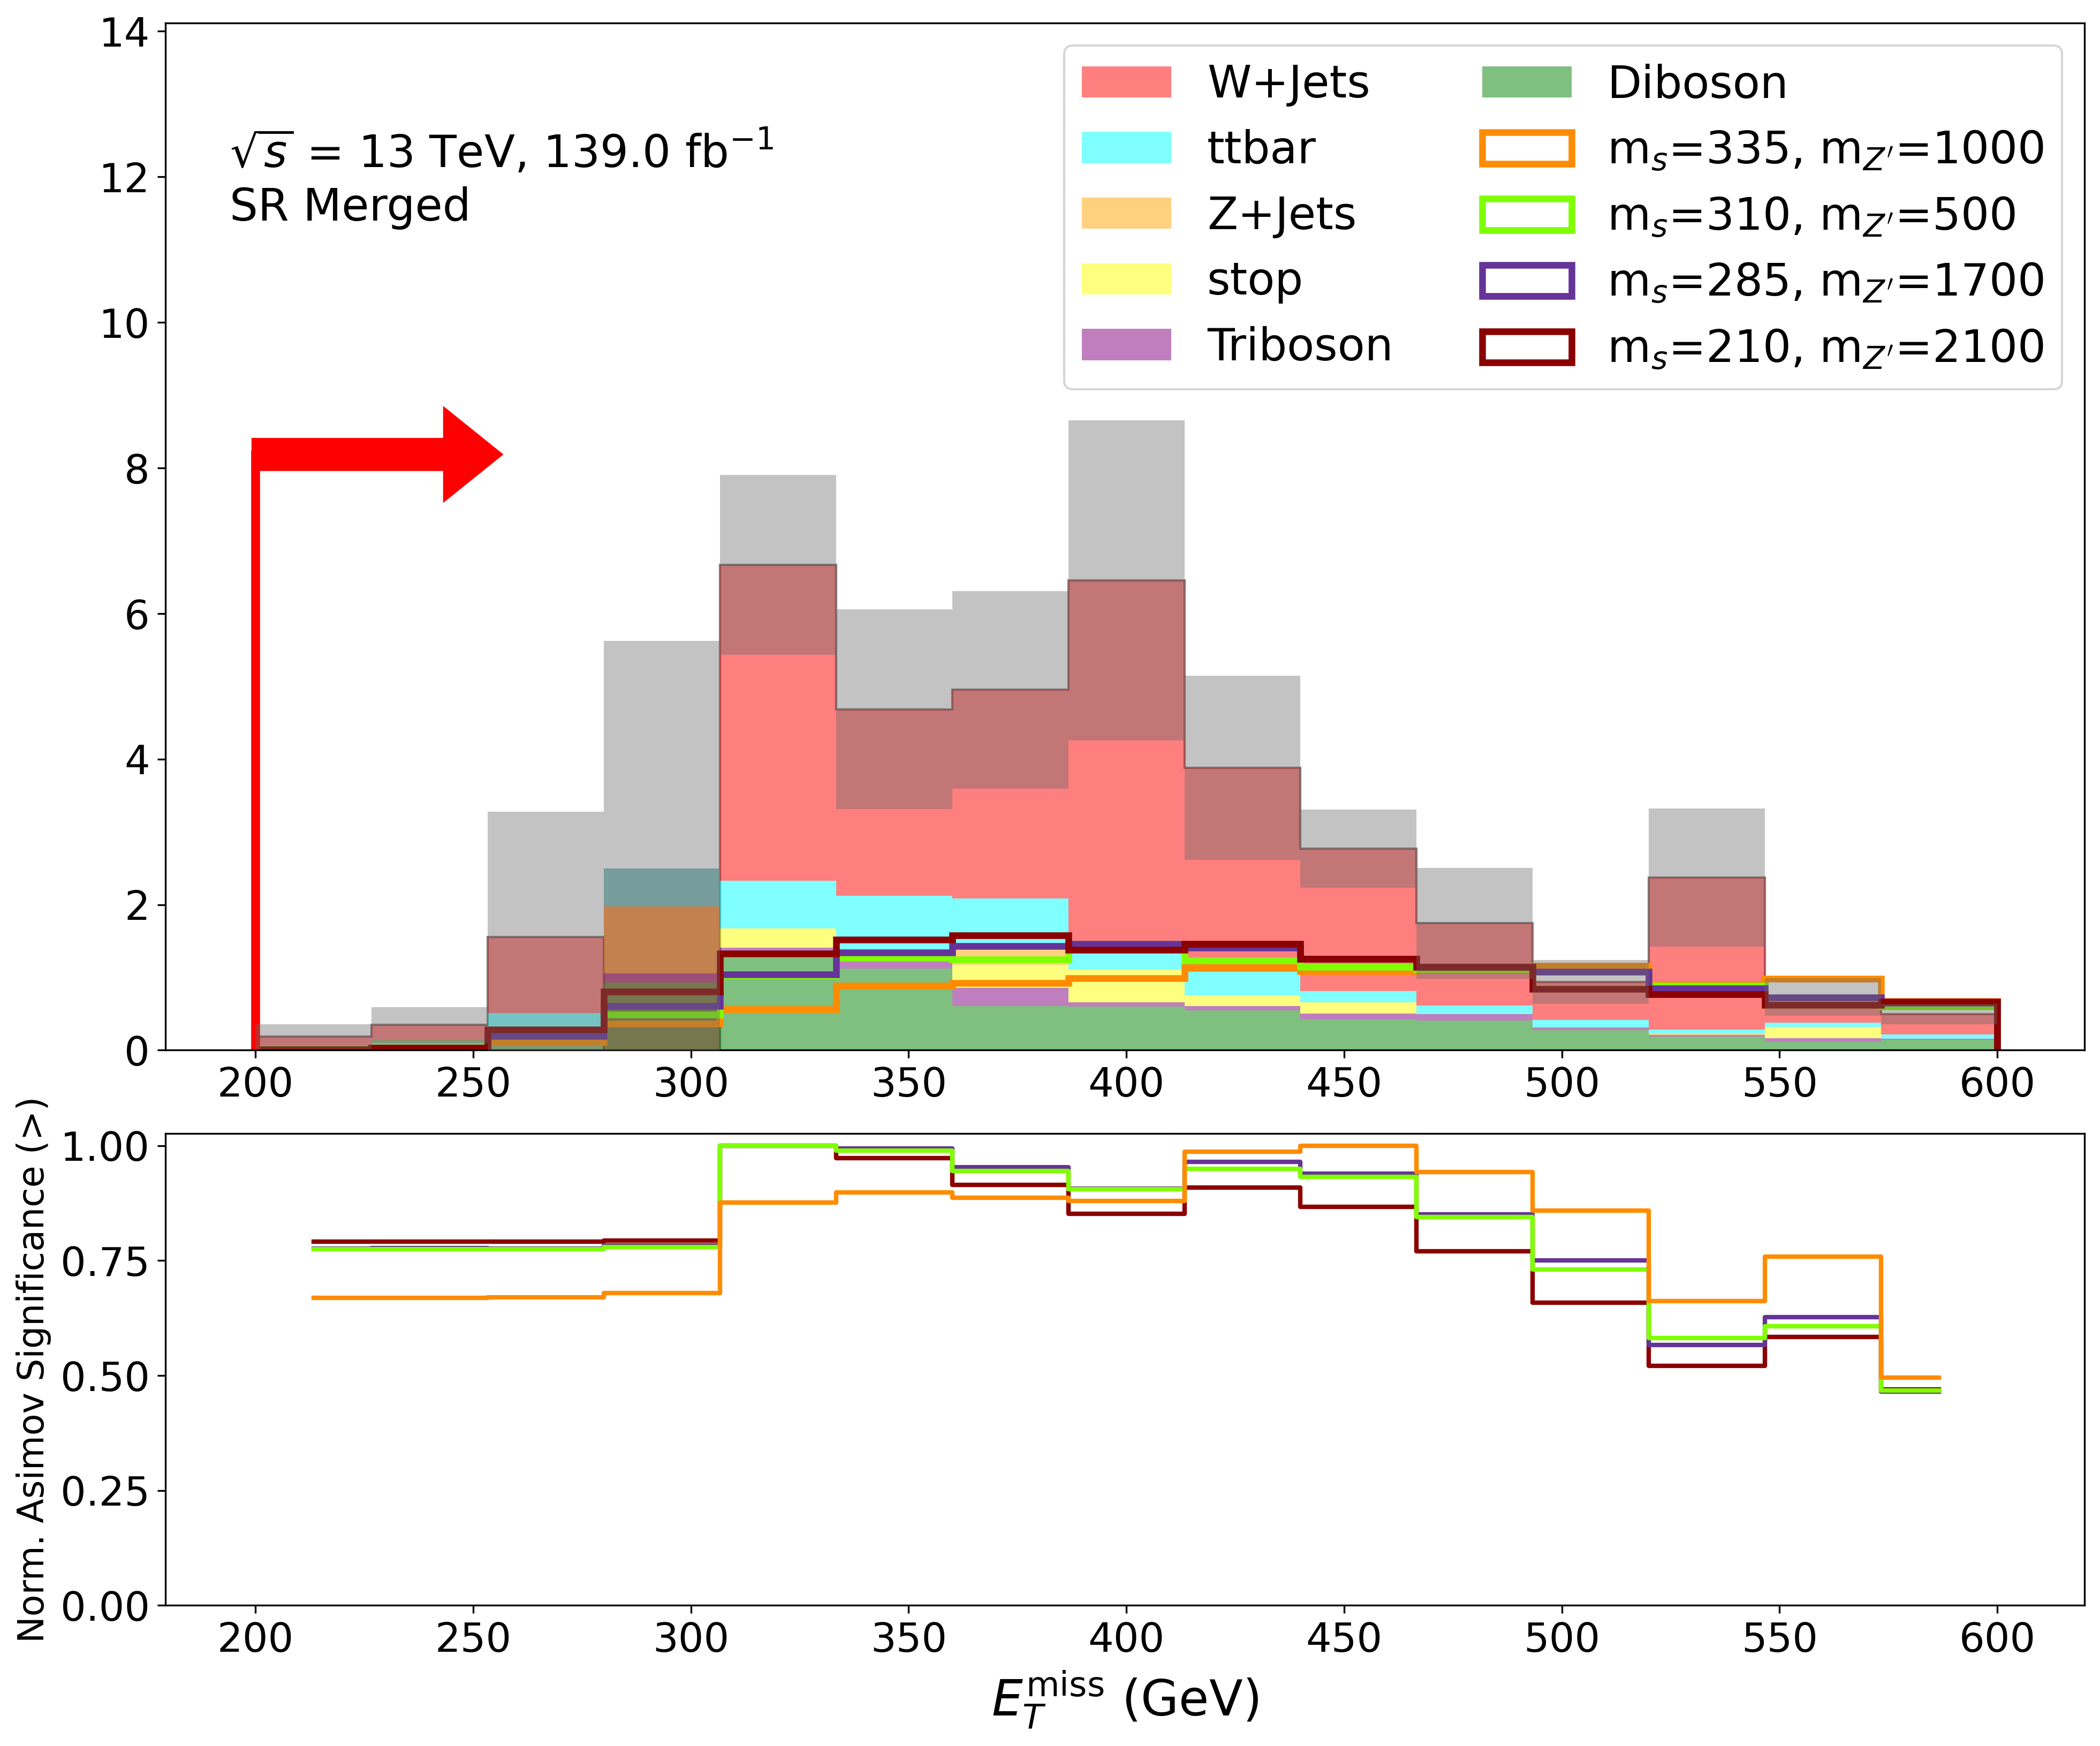 14
12
10
8
6
4
2
0
√s = 13 TeV, 139.0 fb⁻¹
SR Merged
W+Jets
ttbar
Z+Jets
stop
Triboson
Diboson
mₛ=335, m_Z′=1000
mₛ=310, m_Z′=500
mₛ=285, m_Z′=1700
mₛ=210, m_Z′=2100
200 250 300 350 400 450 500 550 600
Norm. Asimov Significance (>)
1.00
0.75
0.50
0.25
0.00
200 250 300 350 400 450 500 550 600
E_T^miss (GeV)